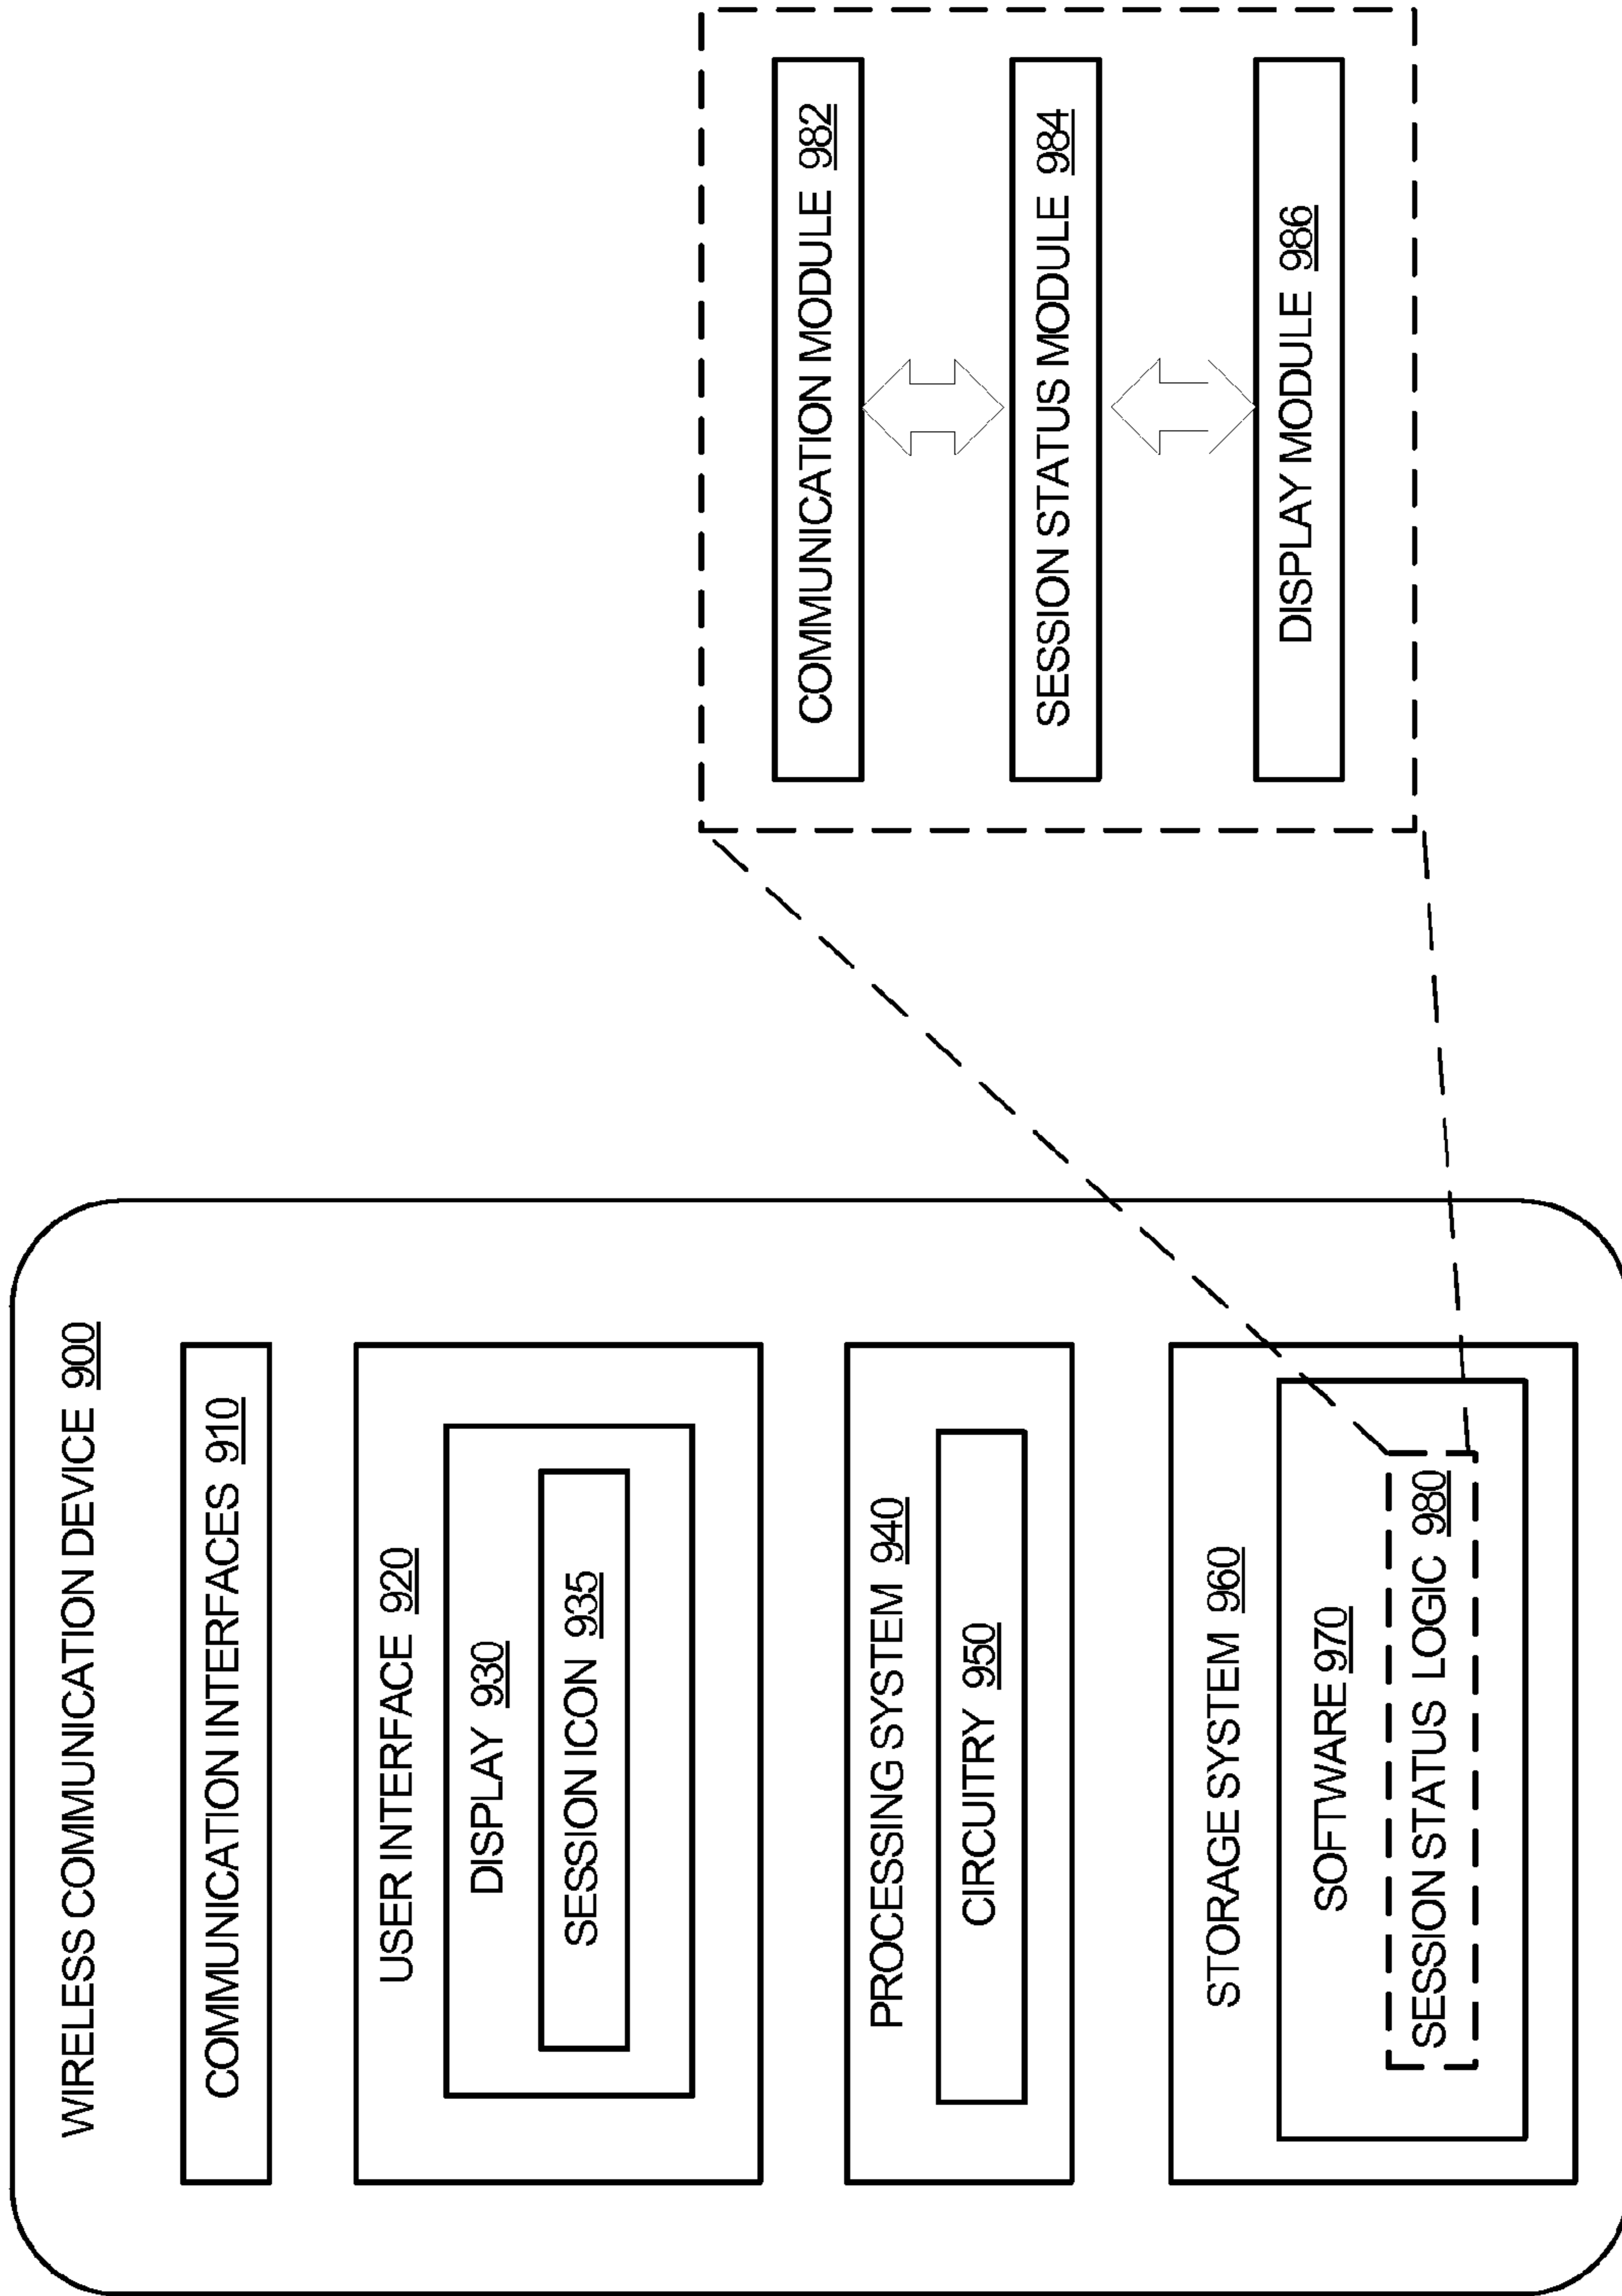 WIRELESS COMMUNICATION DEVICE 900
COMMUNICATION INTERFACES 910
USER INTERFACE 920
DISPLAY 930
SESSION ICON 935
PROCESSING SYSTEM 940
CIRCUITRY 950
STORAGE SYSTEM 960
SOFTWARE 970
SESSION STATUS LOGIC 980
COMMUNICATION MODULE 982
SESSION STATUS MODULE 984
DISPLAY MODULE 986